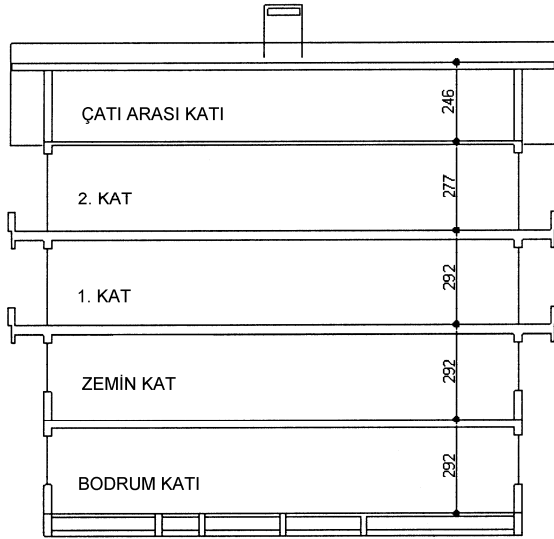 ÇATI ARASI KATI
246
2. KAT
277
1. KAT
292
ZEMİN KAT
292
BODRUM KATI
292